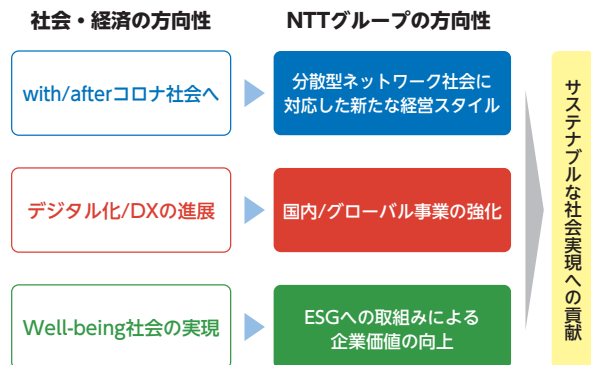 社会・経済の方向性
NTTグループの方向性
with/afterコロナ社会へ
分散型ネットワーク社会に
対応した新たな経営スタイル
デジタル化/DXの進展
国内/グローバル事業の強化
Well-being社会の実現
ESGへの取組みによる
企業価値の向上
サステナブルな社会実現への貢献